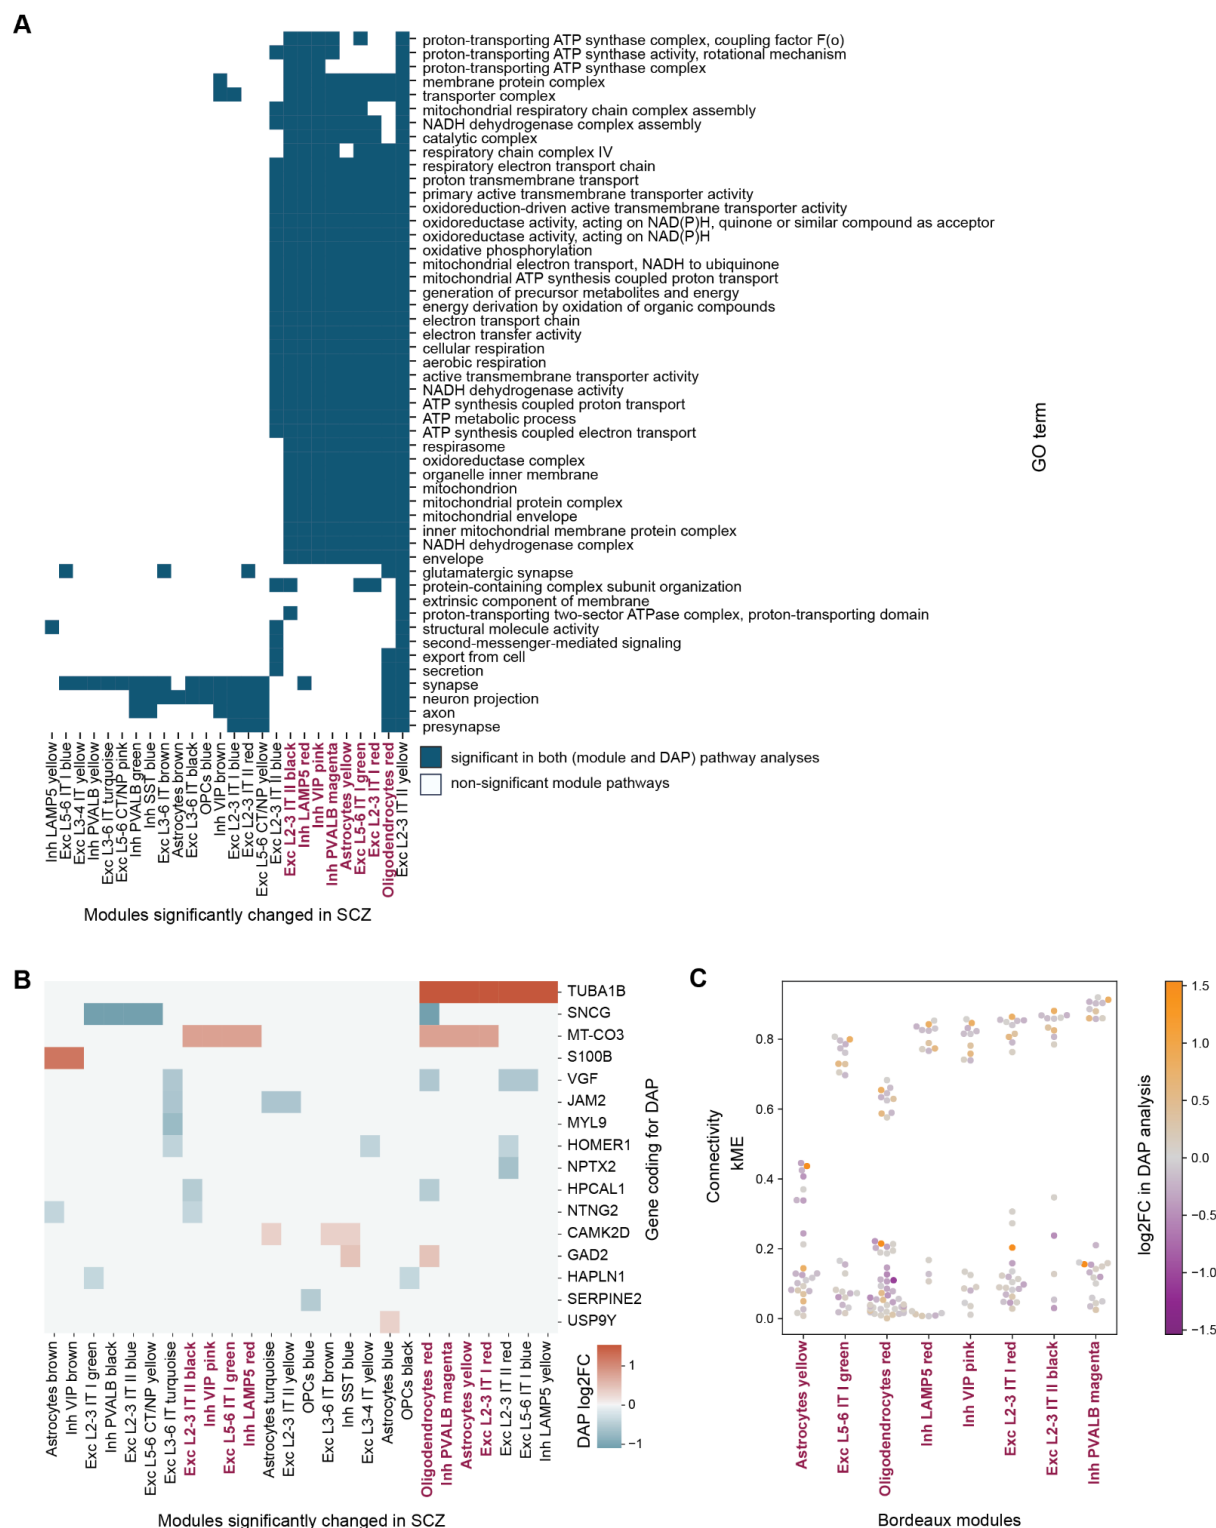 A
proton-transporting ATP synthase complex, coupling factor F(o)
proton-transporting ATP synthase activity, rotational mechanism
proton-transporting ATP synthase complex
membrane protein complex
transporter complex
mitochondrial respiratory chain complex assembly
NADH dehydrogenase complex assembly
catalytic complex
respiratory chain complex IV
respiratory electron transport chain
proton transmembrane transport
primary active transmembrane transporter activity
oxidoreduction-driven active transmembrane transporter activity
oxidoreductase activity, acting on NAD(P)H, quinone or similar compound as acceptor
oxidoreductase activity, acting on NAD(P)H
oxidative phosphorylation
mitochondrial electron transport, NADH to ubiquinone
mitochondrial ATP synthesis coupled proton transport
generation of precursor metabolites and energy
energy derivation by oxidation of organic compounds
electron transport chain
electron transfer activity
cellular respiration
aerobic respiration
active transmembrane transporter activity
NADH dehydrogenase activity
ATP synthesis coupled proton transport
ATP metabolic process
ATP synthesis coupled electron transport
respirasome
oxidoreductase complex
organelle inner membrane
mitochondrion
mitochondrial protein complex
mitochondrial envelope
inner mitochondrial membrane protein complex
NADH dehydrogenase complex
envelope
glutamatergic synapse
protein-containing complex subunit organization
extrinsic component of membrane
proton-transporting two-sector ATPase complex, proton-transporting domain
structural molecule activity
second-messenger-mediated signaling
export from cell
secretion
synapse
neuron projection
axon
presynapse
GO term
Inh LAMP5 yellow
Exc L5-6 IT I blue
Exc L3-4 IT yellow
Inh PVALB yellow
Exc L3-6 IT turquoise
Exc L5-6 CT/NP pink
Inh PVALB green
Inh SST blue
Exc L3-6 IT brown
Astrocytes brown
Exc L3-6 IT black
OPCs blue
Inh VIP brown
Exc L2-3 IT I blue
Exc L2-3 IT II red
Exc L5-6 CT/NP yellow
Exc L2-3 IT II blue
Exc L2-3 IT II black
Inh LAMP5 red
Inh VIP pink
Inh PVALB magenta
Astrocytes yellow
Exc L5-6 IT I green
Exc L2-3 IT I red
Oligodendrocytes red
Exc L2-3 IT II yellow
significant in both (module and DAP) pathway analyses
non-significant module pathways
Modules significantly changed in SCZ
B
TUBA1B
SNCG
MT-CO3
S100B
VGF
JAM2
MYL9
HOMER1
NPTX2
HPCAL1
NTNG2
CAMK2D
GAD2
HAPLN1
SERPINE2
USP9Y
Gene coding for DAP
Astrocytes brown
Inh VIP brown
Exc L2-3 IT I green
Inh PVALB black
Exc L2-3 IT II blue
Exc L5-6 CT/NP yellow
Exc L3-6 IT turquoise
Exc L2-3 IT II black
Inh VIP pink
Exc L5-6 IT I green
Inh LAMP5 red
Astrocytes turquoise
Exc L2-3 IT II yellow
OPCs blue
Exc L3-6 IT brown
Inh SST blue
Exc L3-4 IT yellow
Astrocytes blue
OPCs black
Oligodendrocytes red
Inh PVALB magenta
Astrocytes yellow
Exc L2-3 IT I red
Exc L2-3 IT II red
Exc L5-6 IT I blue
Inh LAMP5 yellow
DAP log2FC
1
0
−1
Modules significantly changed in SCZ
C
Connectivity
kME
0.8
0.6
0.4
0.2
0.0
Astrocytes yellow
Exc L5-6 IT I green
Oligodendrocytes red
Inh LAMP5 red
Inh VIP pink
Exc L2-3 IT I red
Exc L2-3 IT II black
Inh PVALB magenta
Bordeaux modules
log2FC in DAP analysis
1.5
1.0
0.5
0.0
−0.5
−1.0
−1.5